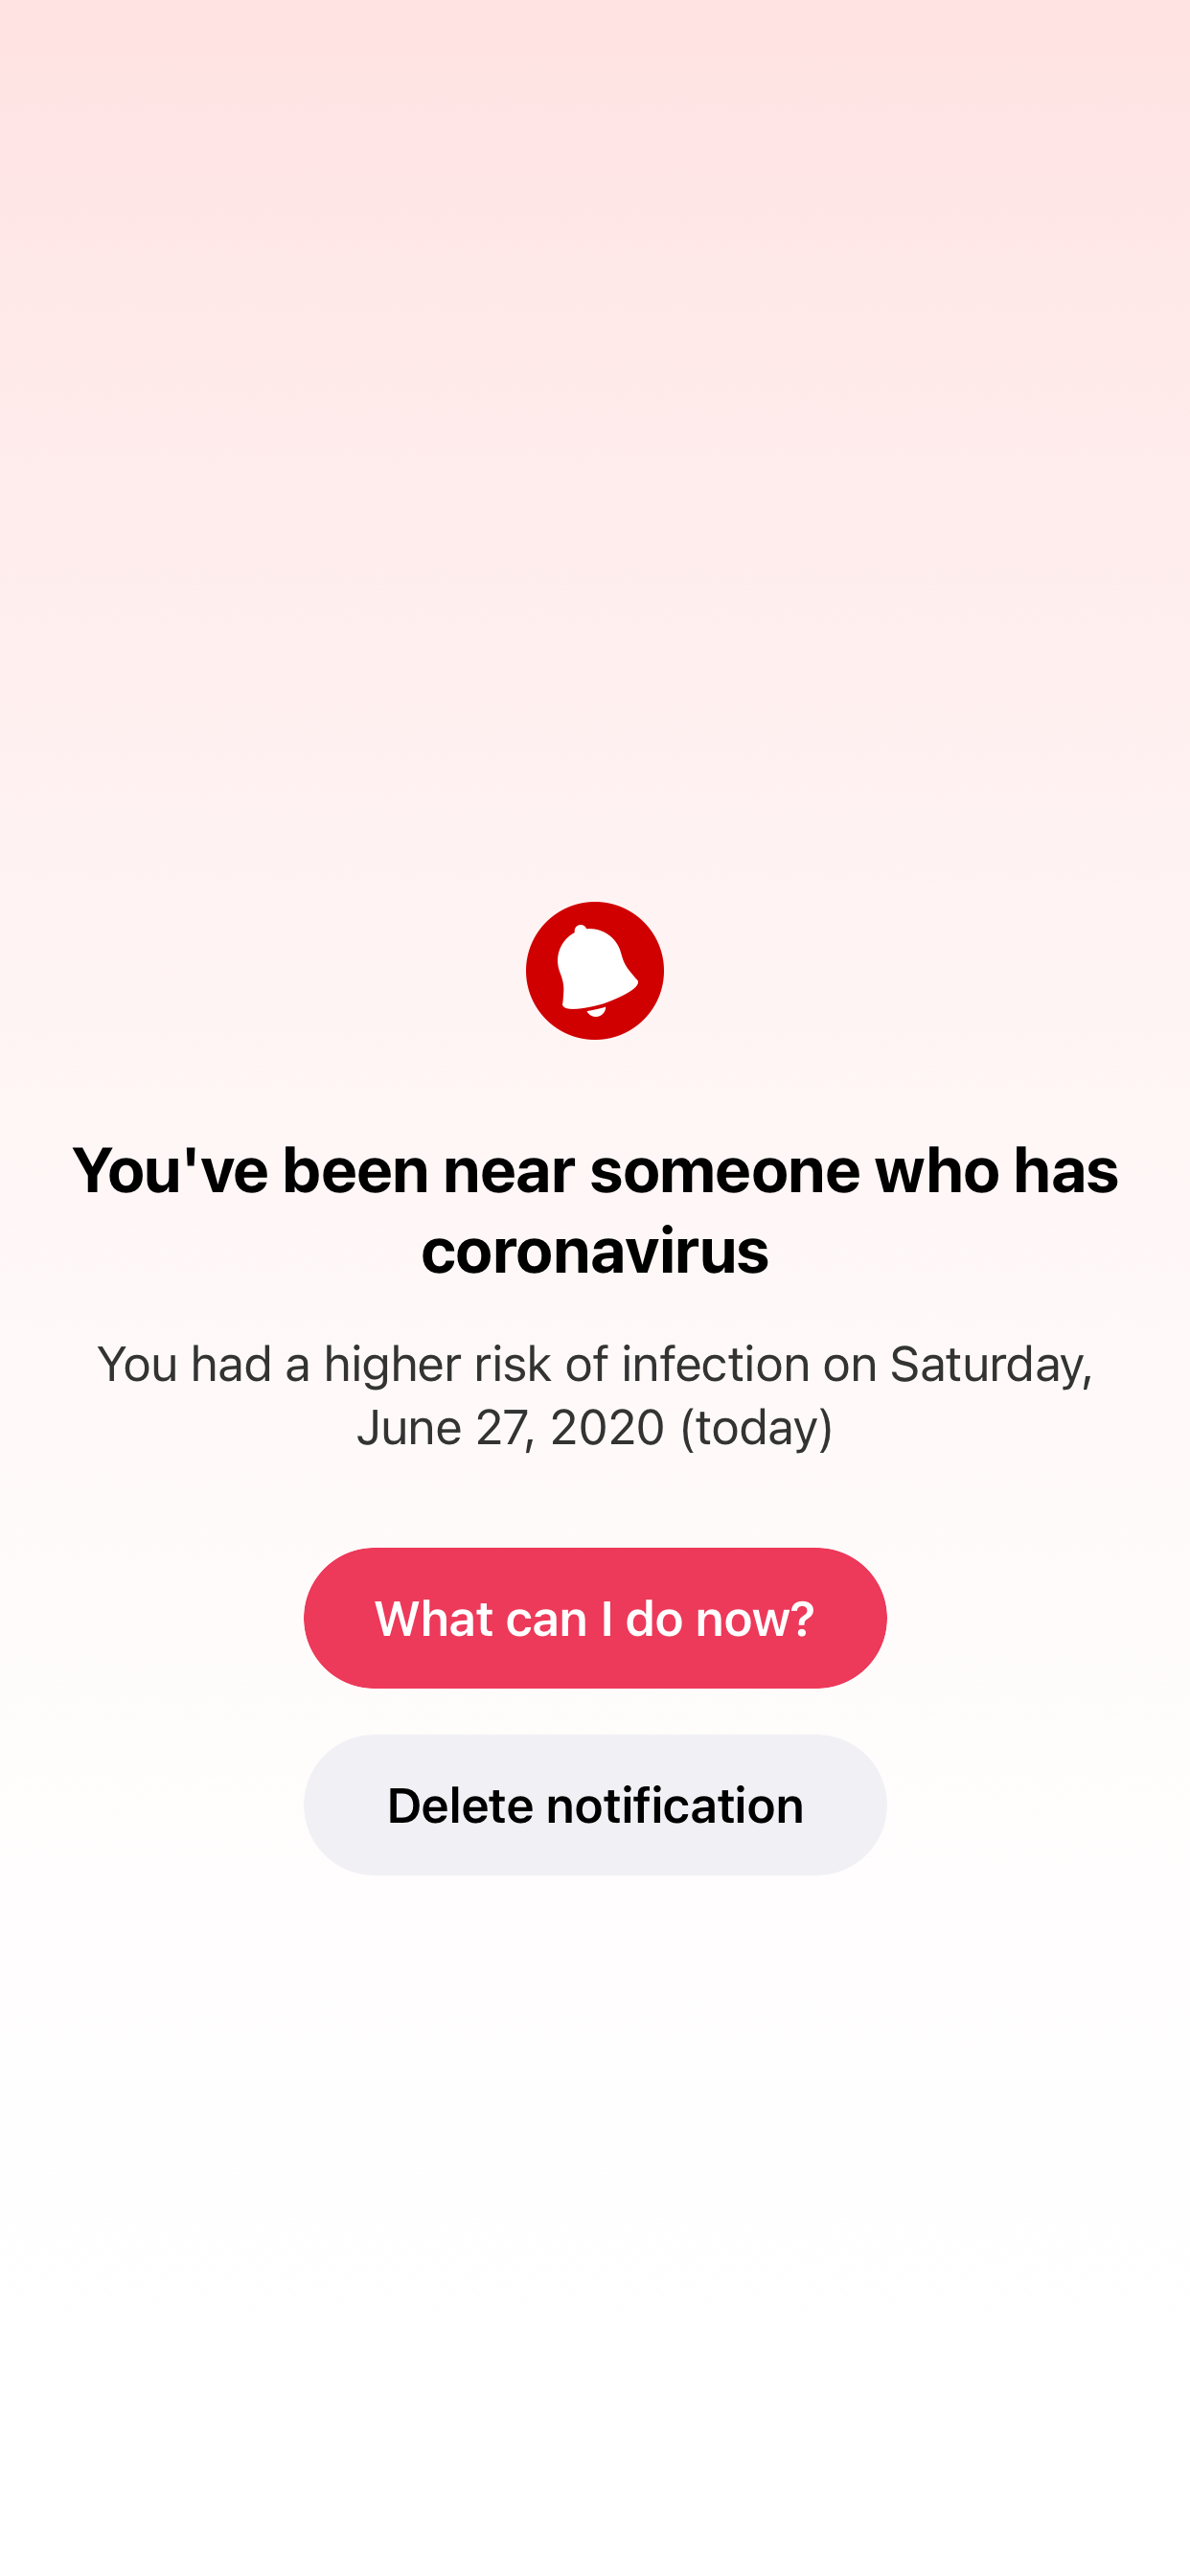 You've been near someone who has
coronavirus
You had a higher risk of infection on Saturday,
June 27, 2020 (today)
What can I do now?
Delete notification